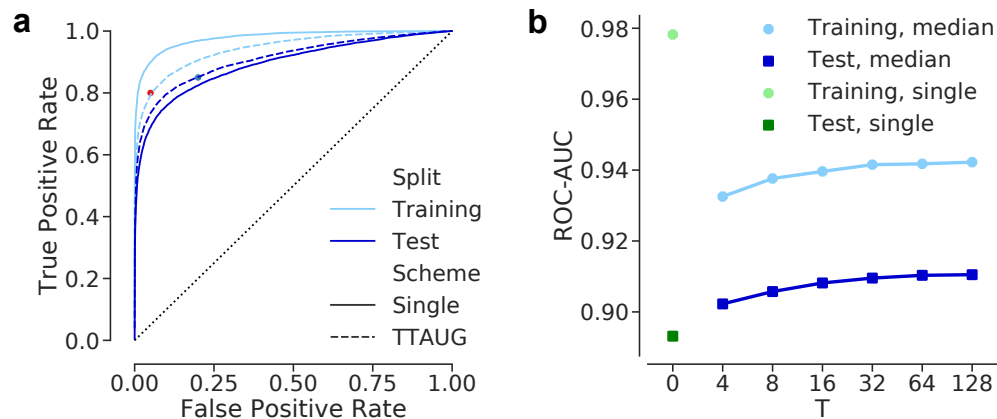 a
1.0
0.8
0.6
0.4
0.2
0.0
True Positive Rate
0.00 0.25 0.50 0.75 1.00
False Positive Rate
Split
Training
Test
Scheme
Single
TTAUG
b
0.98
0.96
0.94
0.92
0.90
ROC-AUC
0 4 8 16 32 64 128
T
Training, median
Test, median
Training, single
Test, single